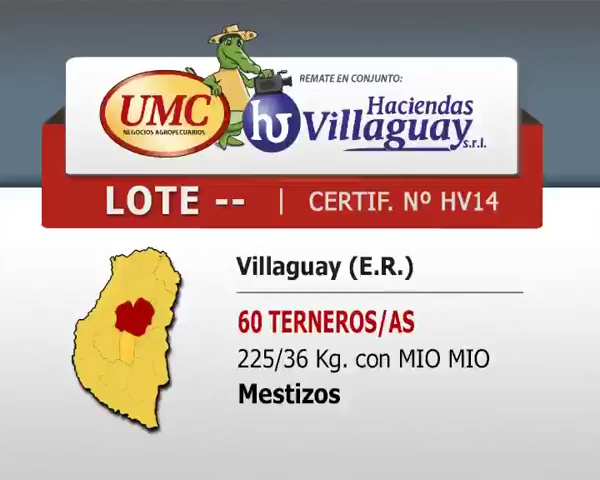 REMATE EN CONJUNTO:
UMC
NEGOCIOS AGROPECUARIOS
hv
Haciendas
Villaguay
s.r.l.
LOTE -- | CERTIF. Nº HV14
Villaguay (E.R.)
60 TERNEROS/AS
225/36 Kg. con MIO MIO
Mestizos